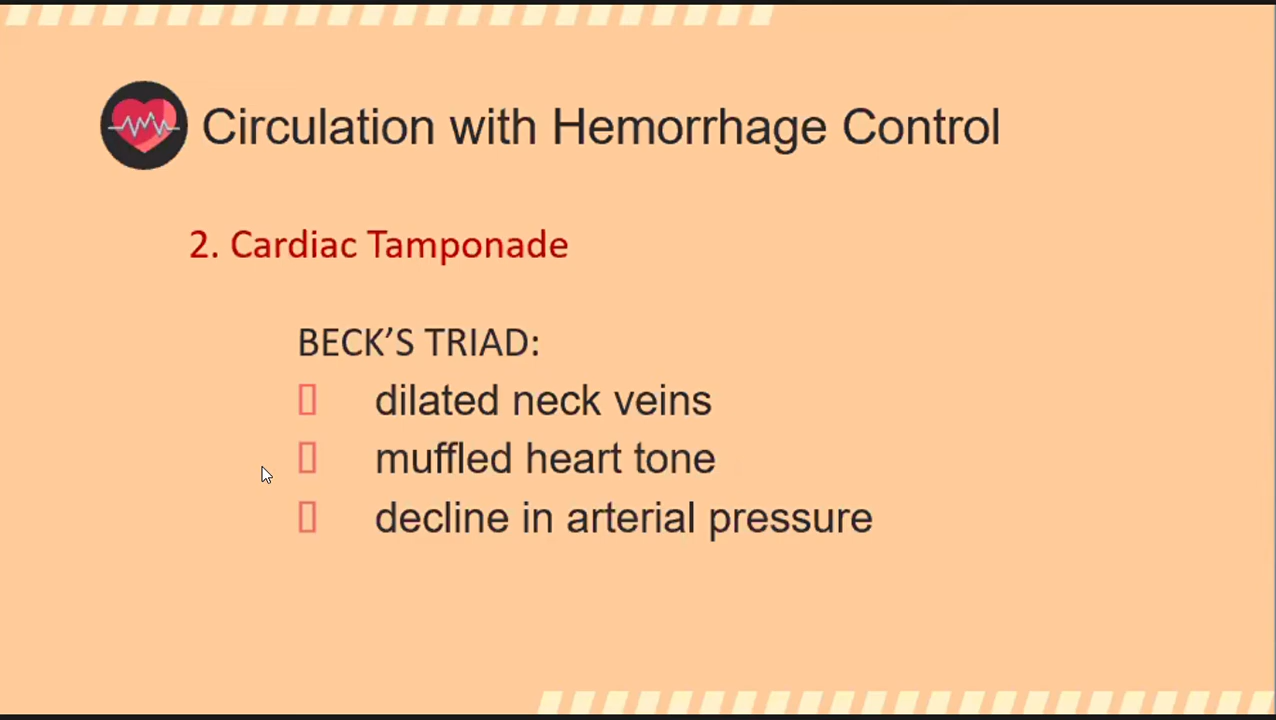 Circulation with Hemorrhage Control
2. Cardiac Tamponade
BECK’S TRIAD:
dilated neck veins
muffled heart tone
decline in arterial pressure